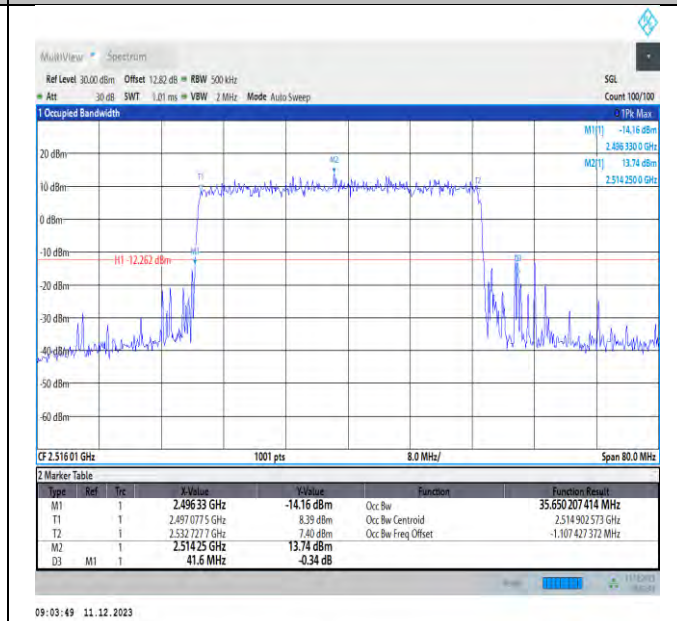 MultiView Spectrum
Ref Level 30.00 dBm Offset 12.82 dB RBW 500 kHz SGL
Att 30 dB SWT 1.01 ms VBW 2 MHz Mode Auto Sweep Count 100/100
1 Occupied Bandwidth 1Pk Max
M1[1] -14.16 dBm
2.496 330 0 GHz
M2[1] 13.74 dBm
2.514 250 0 GHz
20 dBm
M2
T1
T2
10 dBm
0 dBm
-10 dBm
M1
H1 -12.262 dBm
D3
-20 dBm
-30 dBm
-40 dBm
-50 dBm
-60 dBm
CF 2.516 01 GHz 1001 pts 8.0 MHz/ Span 80.0 MHz
2 Marker Table
Type Ref Trc X-Value Y-Value Function Function Result
M1 1 2.496 33 GHz -14.16 dBm Occ Bw 35.650 207 414 MHz
T1 1 2.497 077 5 GHz 8.39 dBm Occ Bw Centroid 2.514 902 573 GHz
T2 1 2.532 727 7 GHz 7.40 dBm Occ Bw Freq Offset -1.107 427 372 MHz
M2 1 2.514 25 GHz 13.74 dBm
D3 M1 1 41.6 MHz -0.34 dB
09:03:49 11.12.2023